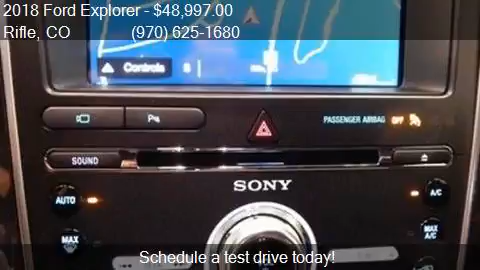 2018 Ford Explorer - $48,997.00
Rifle, CO (970) 625-1680
Controls S
P
PASSENGER AIRBAG OFF
SOUND
SONY
AUTO
A/C
MAX
MAX A/C
Schedule a test drive today!